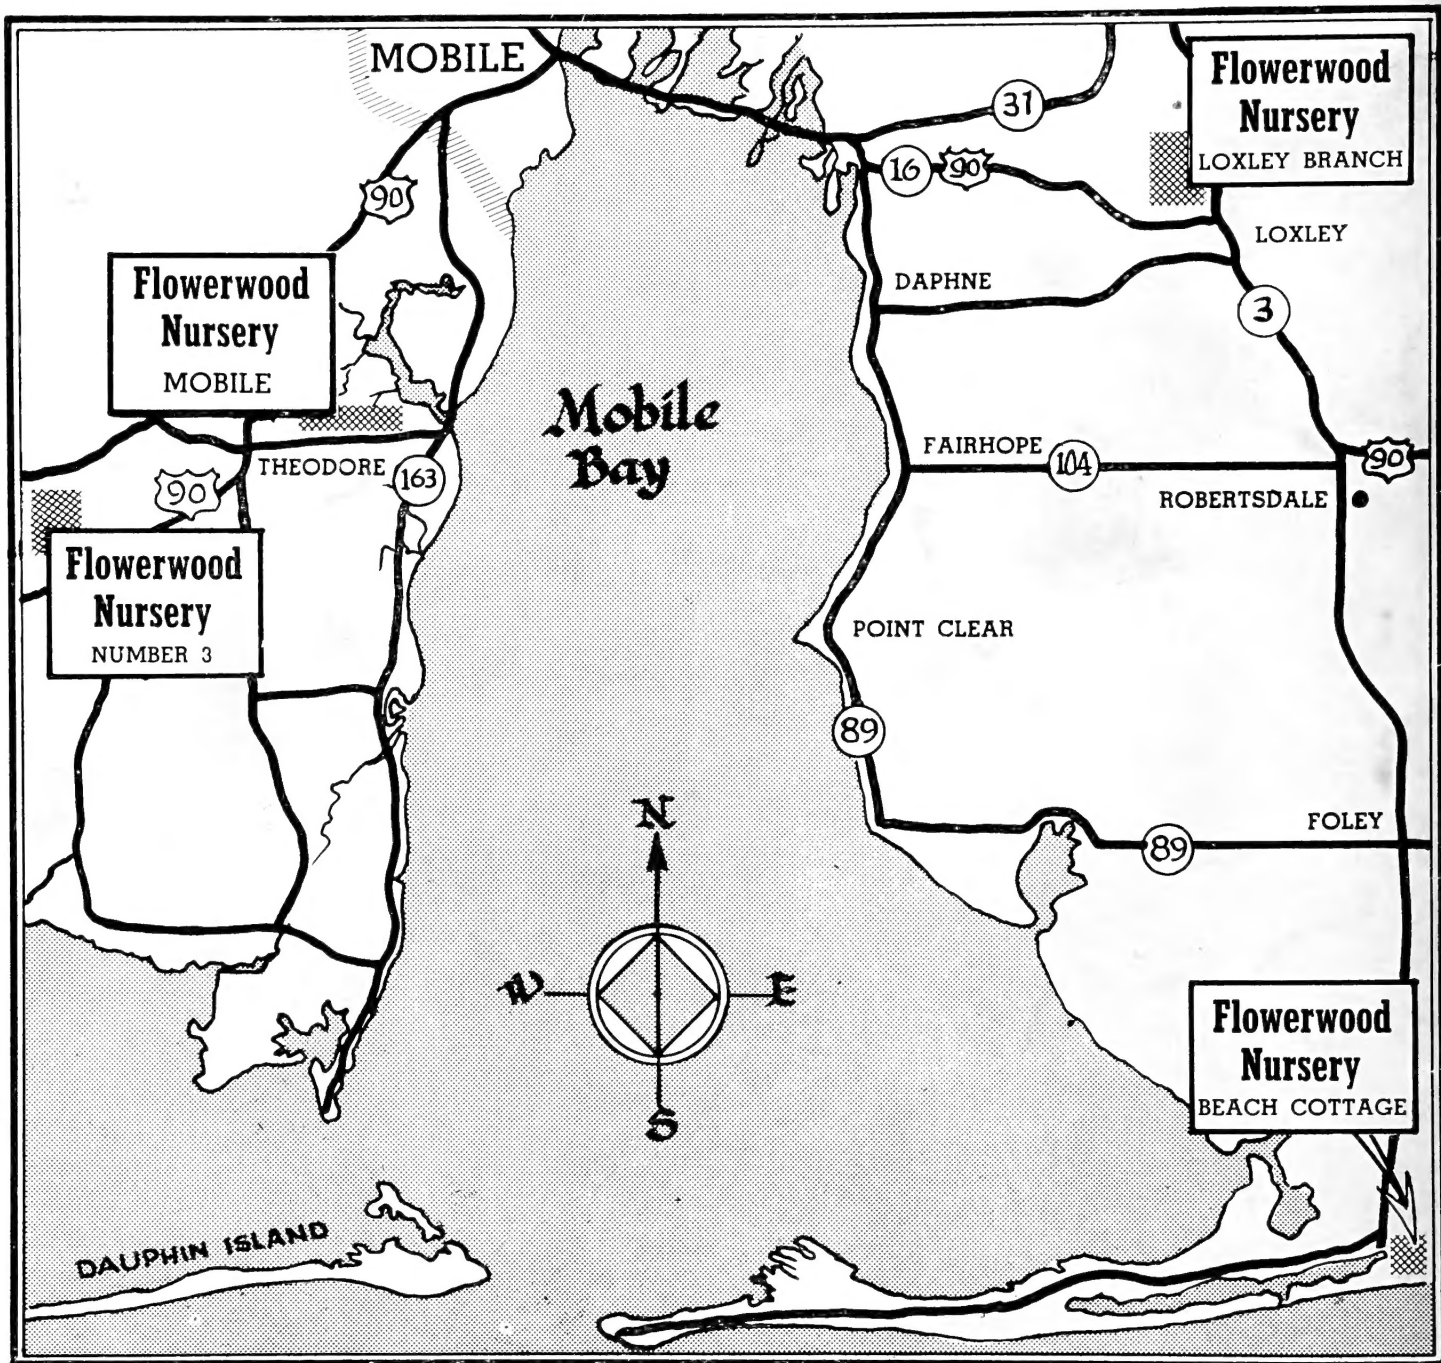 MOBILE
31
Flowerwood
Nursery
LOXLEY BRANCH
16
90
90
LOXLEY
Flowerwood
Nursery
MOBILE
DAPHNE
3
Mobile
Bay
FAIRHOPE
104
90
THEODORE
163
90
ROBERTSDALE
Flowerwood
Nursery
NUMBER 3
POINT CLEAR
89
N
FOLEY
89
W
E
S
Flowerwood
Nursery
BEACH COTTAGE
DAUPHIN ISLAND